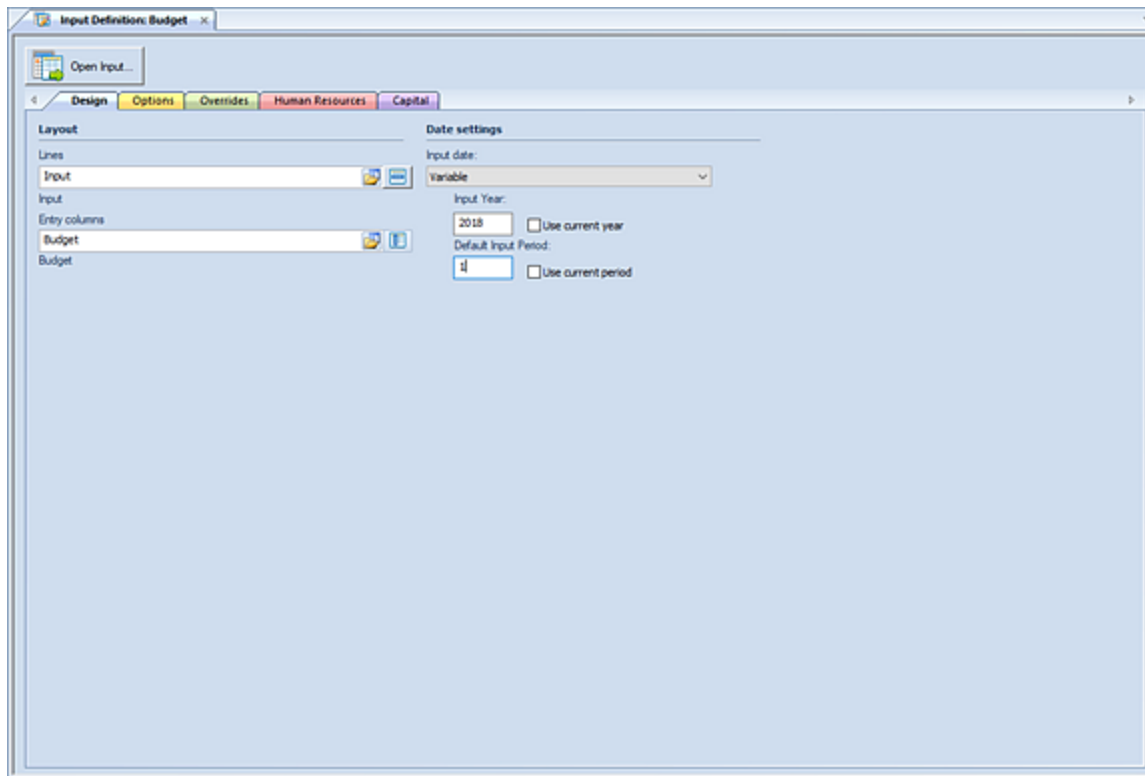 Input Definition: Budget
Open Input...
Design Options Overrides Human Resources Capital
Layout
Lines
Input
Input
Entry columns
Budget
Budget
Date settings
Input date:
Variable
Input Year:
2018 Use current year
Default Input Period:
1 Use current period